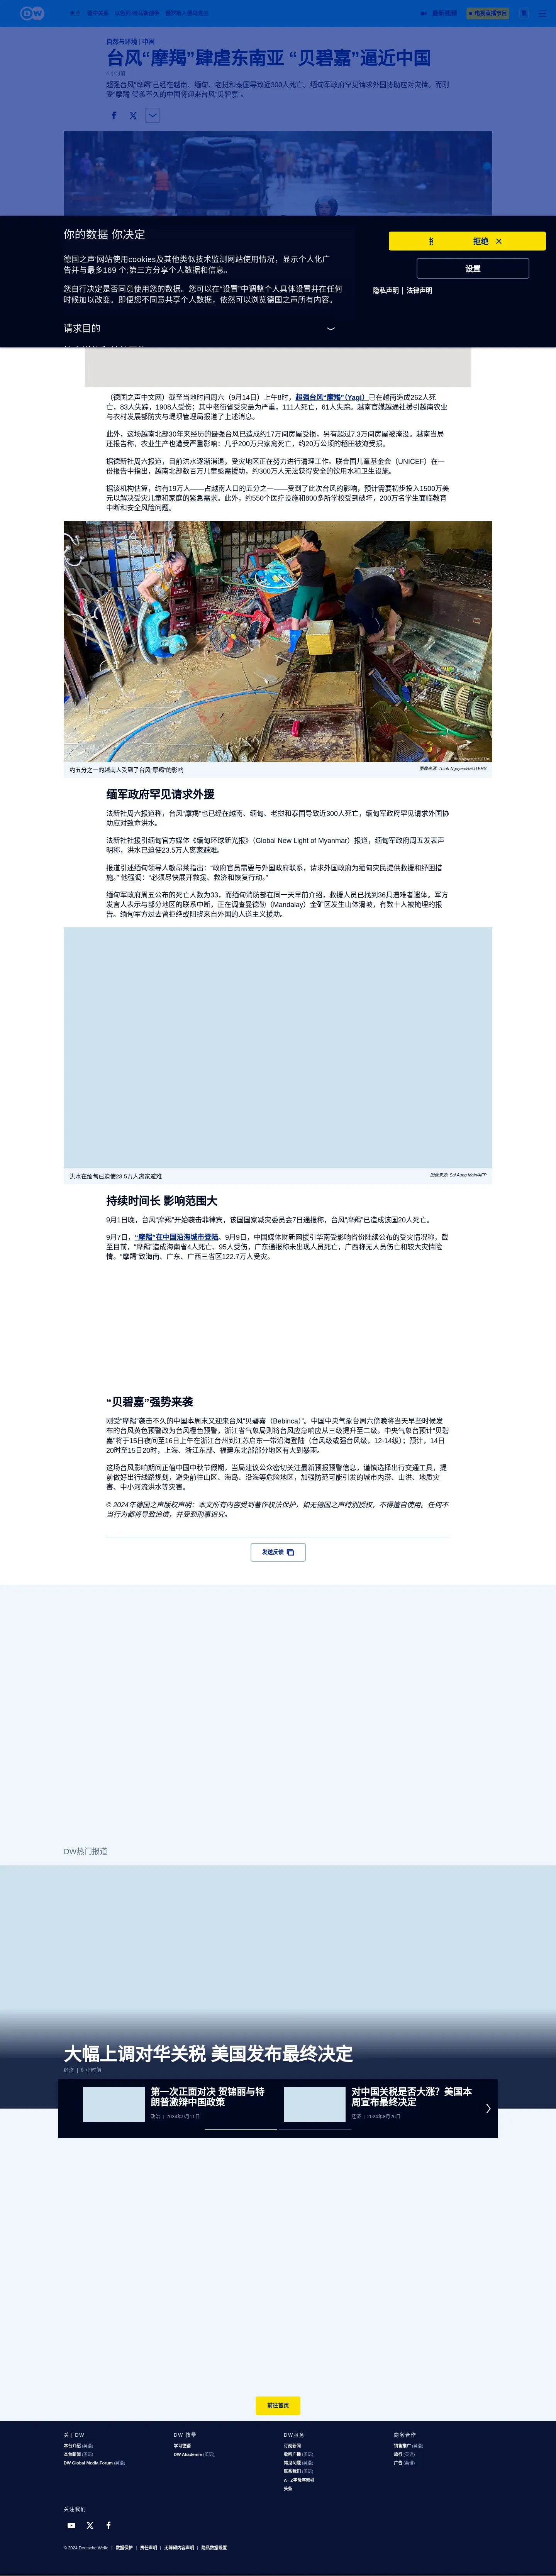 DW
最新视频
电视直播节目
自然与环境 | 中国
台风“摩羯”肆虐东南亚 “贝碧嘉”逼近中国
超强台风“摩羯”已经在越南、缅甸、老挝和泰国导致近300人死亡。缅甸军政府罕见请求外国协助应对灾情。而刚
受“摩羯”侵袭不久的中国将迎来台风“贝碧嘉”。
你的数据 你决定
拒绝
德国之声'网站使用cookies及其他类似技术监测网站使用情况，显示个人化广
告并与最多169 个;第三方分享个人数据和信息。
设置
您自行决定是否同意使用您的数据。您可以在“设置”中调整个人具体设置并在任何
时候加以改变。即便您不同意共享个人数据，依然可以浏览德国之声所有内容。
隐私声明 | 法律声明
请求目的
（德国之声中文网）截至当地时间周六（9月14日）上午8时，超强台风“摩羯”（Yagi）已在越南造成262人死
亡，83人失踪，1908人受伤；其中老街省受灾最为严重，111人死亡，61人失踪。越南官媒越通社援引越南农业
与农村发展部防灾与堤坝管理局报道了上述消息。
此外，这场越南北部30年来经历的最强台风已造成约17万间房屋受损，另有超过7.3万间房屋被淹没。越南当局
还报告称，农业生产也遭受严重影响：几乎200万只家禽死亡，约20万公顷的稻田被淹受损。
据德新社周六报道，目前洪水逐渐消退，受灾地区正在努力进行清理工作。联合国儿童基金会（UNICEF）在一
份报告中指出，越南北部数百万儿童亟需援助，约300万人无法获得安全的饮用水和卫生设施。
据该机构估算，约有19万人——占越南人口的五分之一——受到了此次台风的影响，预计需要初步投入1500万美
元以解决受灾儿童和家庭的紧急需求。此外，约550个医疗设施和800多所学校受到破坏，200万名学生面临教育
中断和安全风险问题。
约五分之一的越南人受到了台风“摩羯”的影响
图像来源: Thinh Nguyen/REUTERS
缅军政府罕见请求外援
法新社周六报道称，台风“摩羯”也已经在越南、缅甸、老挝和泰国导致近300人死亡，缅甸军政府罕见请求外国协
助应对致命洪水。
法新社社援引缅甸官方媒体《缅甸环球新光报》（Global New Light of Myanmar）报道，缅甸军政府周五发表声
明称，洪水已迫使23.5万人离家避难。
报道引述缅甸领导人敏昂莱指出：“政府官员需要与外国政府联系，请求外国政府为缅甸灾民提供救援和纾困措
施。” 他强调：“必须尽快展开救援、救济和恢复行动。”
缅甸军政府周五公布的死亡人数为33，而缅甸消防部在同一天早前介绍，救援人员已找到36具遇难者遗体。军方
发言人表示与部分地区的联系中断，正在调查曼德勒（Mandalay）金矿区发生山体滑坡，有数十人被掩埋的报
告。缅甸军方过去曾拒绝或阻挠来自外国的人道主义援助。
洪水在缅甸已迫使23.5万人离家避难
图像来源: Sai Aung Main/AFP
持续时间长 影响范围大
9月1日晚，台风“摩羯”开始袭击菲律宾，该国国家减灾委员会7日通报称，台风“摩羯”已造成该国20人死亡。
9月7日，“摩羯”在中国沿海城市登陆。9月9日，中国媒体财新网援引华南受影响省份陆续公布的受灾情况称，截
至目前，“摩羯”造成海南省4人死亡、95人受伤，广东通报称未出现人员死亡，广西称无人员伤亡和较大灾情险
情。“摩羯”致海南、广东、广西三省区122.7万人受灾。
“贝碧嘉”强势来袭
刚受“摩羯”袭击不久的中国本周末又迎来台风“贝碧嘉（Bebinca）”。中国中央气象台周六傍晚将当天早些时候发
布的台风黄色预警改为台风橙色预警，浙江省气象局则将台风应急响应从三级提升至二级。中央气象台预计“贝碧
嘉”将于15日夜间至16日上午在浙江台州到江苏启东一带沿海登陆（台风级或强台风级，12-14级）；预计，14日
20时至15日20时，上海、浙江东部、福建东北部部分地区有大到暴雨。
这场台风影响期间正值中国中秋节假期，当局建议公众密切关注最新预报预警信息，谨慎选择出行交通工具，提
前做好出行线路规划，避免前往山区、海岛、沿海等危险地区，加强防范可能引发的城市内涝、山洪、地质灾
害、中小河流洪水等灾害。
© 2024年德国之声版权声明：本文所有内容受到著作权法保护，如无德国之声特别授权，不得擅自使用。任何不
当行为都将导致追偿，并受到刑事追究。
发送反馈
DW热门报道
大幅上调对华关税 美国发布最终决定
经济 | 8 小时前
第一次正面对决 贺锦丽与特
朗普激辩中国政策
政治 | 2024年9月11日
对中国关税是否大涨？美国本
周宣布最终决定
经济 | 2024年8月26日
前往首页
关于DW
本台介绍 (英语)
本台新闻 (英语)
DW Global Media Forum (英语)
DW 教學
学习德语
DW Akademie (英语)
DW服务
订阅新闻
收听广播 (英语)
常见问题 (英语)
联系我们 (英语)
A - Z字母序索引
头条
商务合作
销售推广 (英语)
旅行 (英语)
广告 (英语)
关注我们
© 2024 Deutsche Welle | 数据保护 | 责任声明 | 无障碍内容声明 | 隐私数据设置